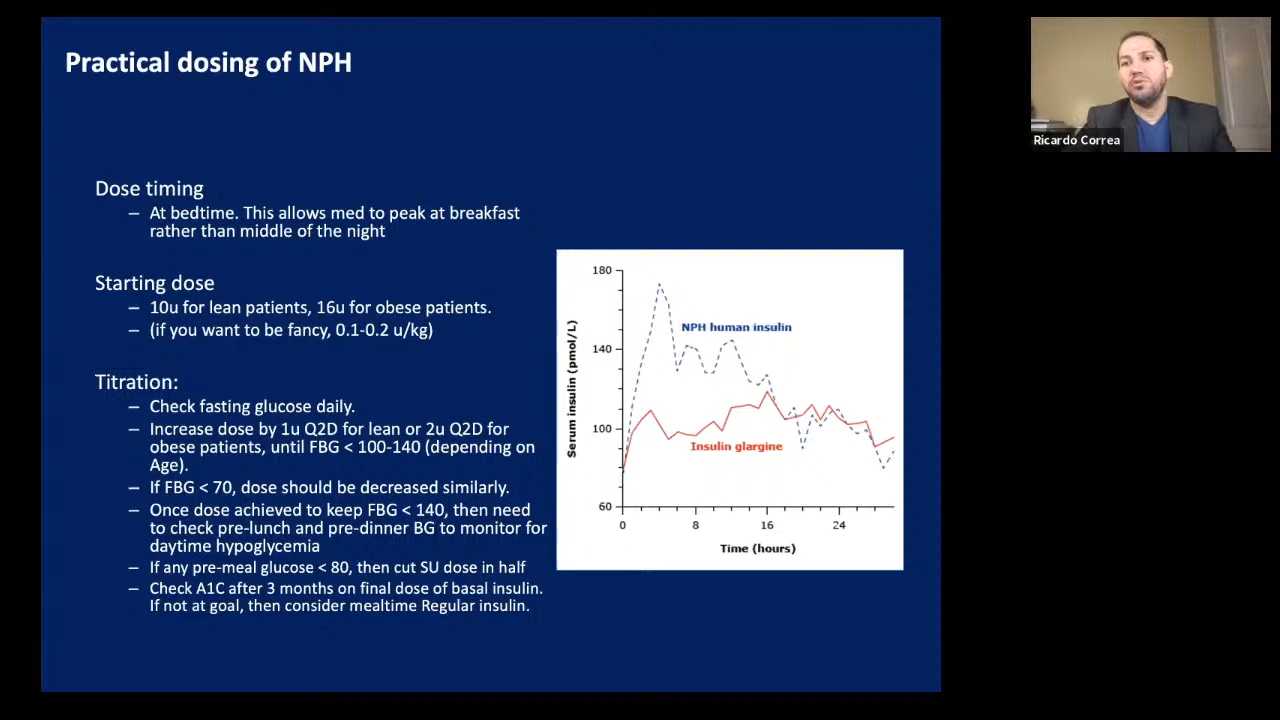 Practical dosing of NPH
Ricardo Correa
Dose timing
– At bedtime. This allows med to peak at breakfast
rather than middle of the night
Starting dose
– 10u for lean patients, 16u for obese patients.
– (if you want to be fancy, 0.1-0.2 u/kg)
Titration:
– Check fasting glucose daily.
– Increase dose by 1u Q2D for lean or 2u Q2D for
obese patients, until FBG < 100-140 (depending on
Age).
– If FBG < 70, dose should be decreased similarly.
– Once dose achieved to keep FBG < 140, then need
to check pre-lunch and pre-dinner BG to monitor for
daytime hypoglycemia
– If any pre-meal glucose < 80, then cut SU dose in half
– Check A1C after 3 months on final dose of basal insulin.
If not at goal, then consider mealtime Regular insulin.
Serum insulin (pmol/L)
180
140
100
60
NPH human insulin
Insulin glargine
0 8 16 24
Time (hours)